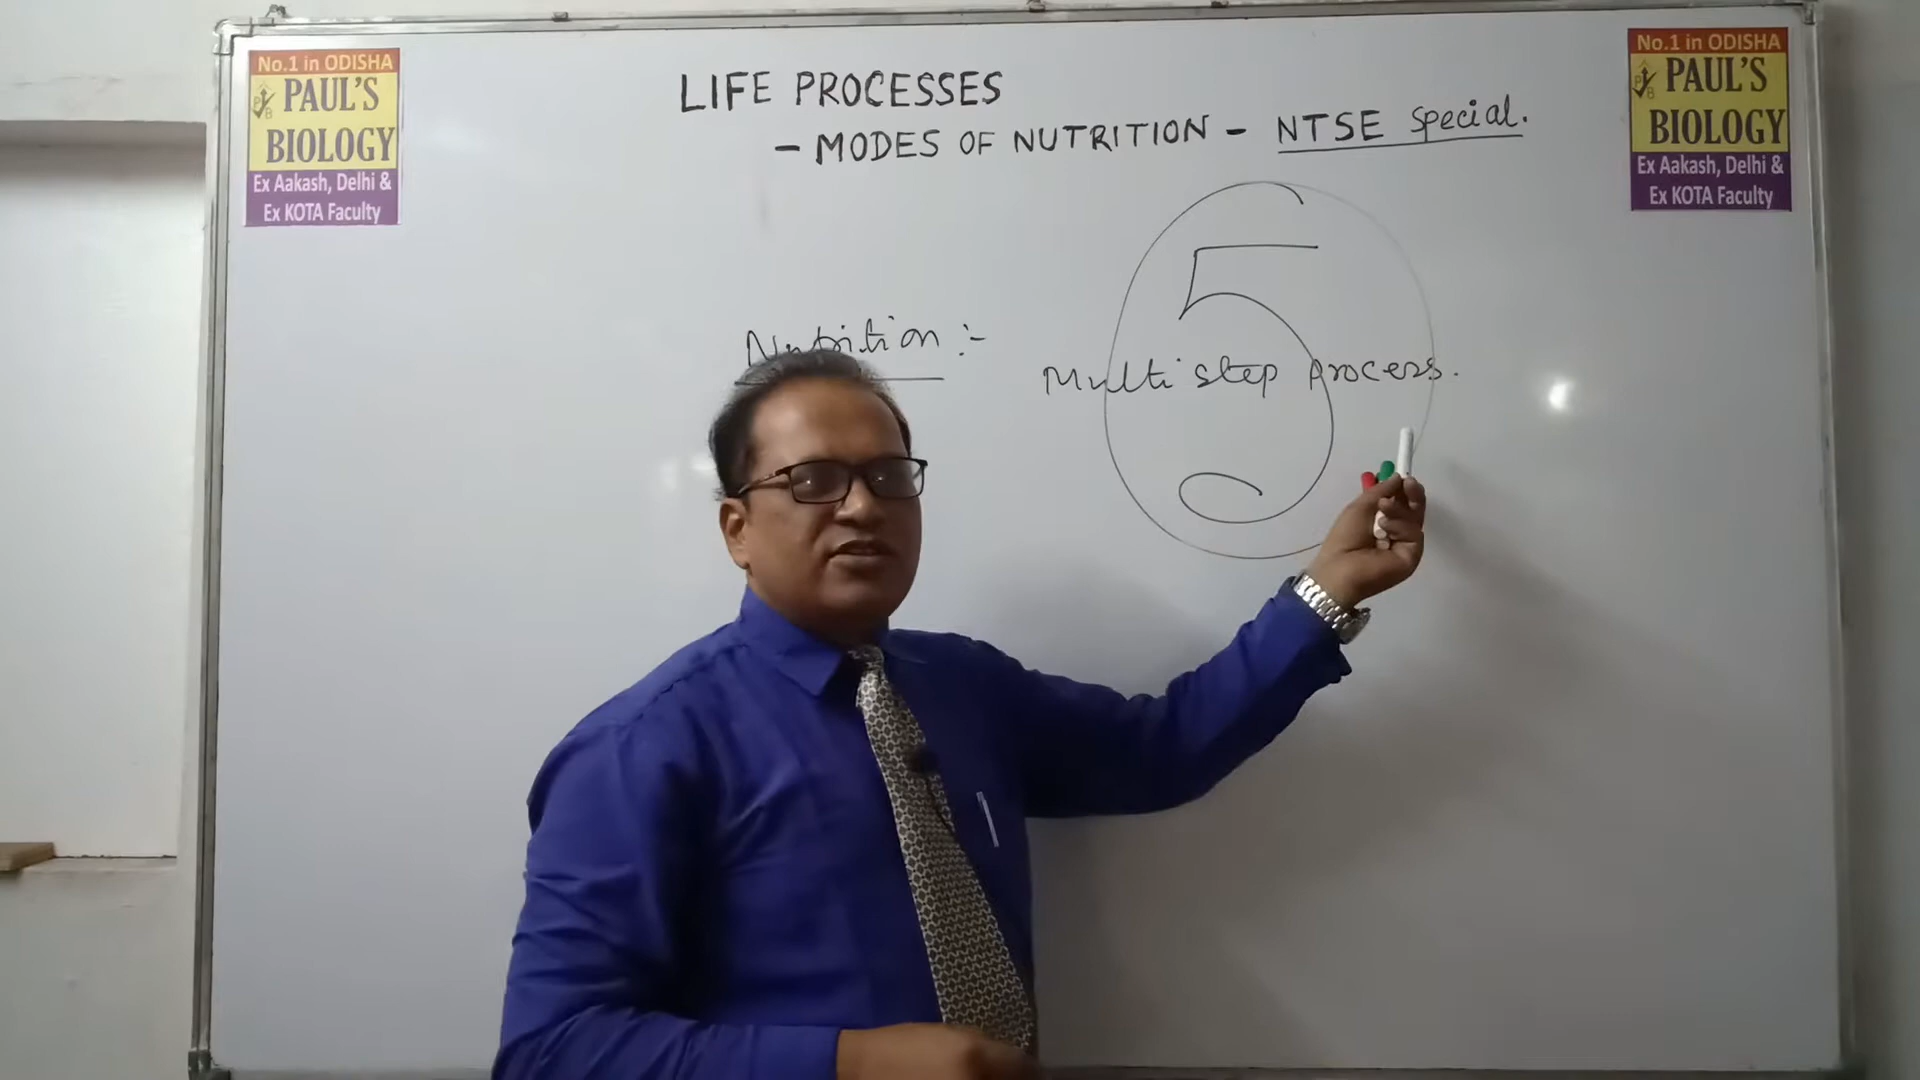 No.1 in ODISHA
PAUL'S
BIOLOGY
Ex Aakash, Delhi &
Ex KOTA Faculty
LIFE PROCESSES
- MODES OF NUTRITION - NTSE Special.
No.1 in ODISHA
PAUL'S
BIOLOGY
Ex Aakash, Delhi &
Ex KOTA Faculty
5
Nutrition :-
Multi step process.